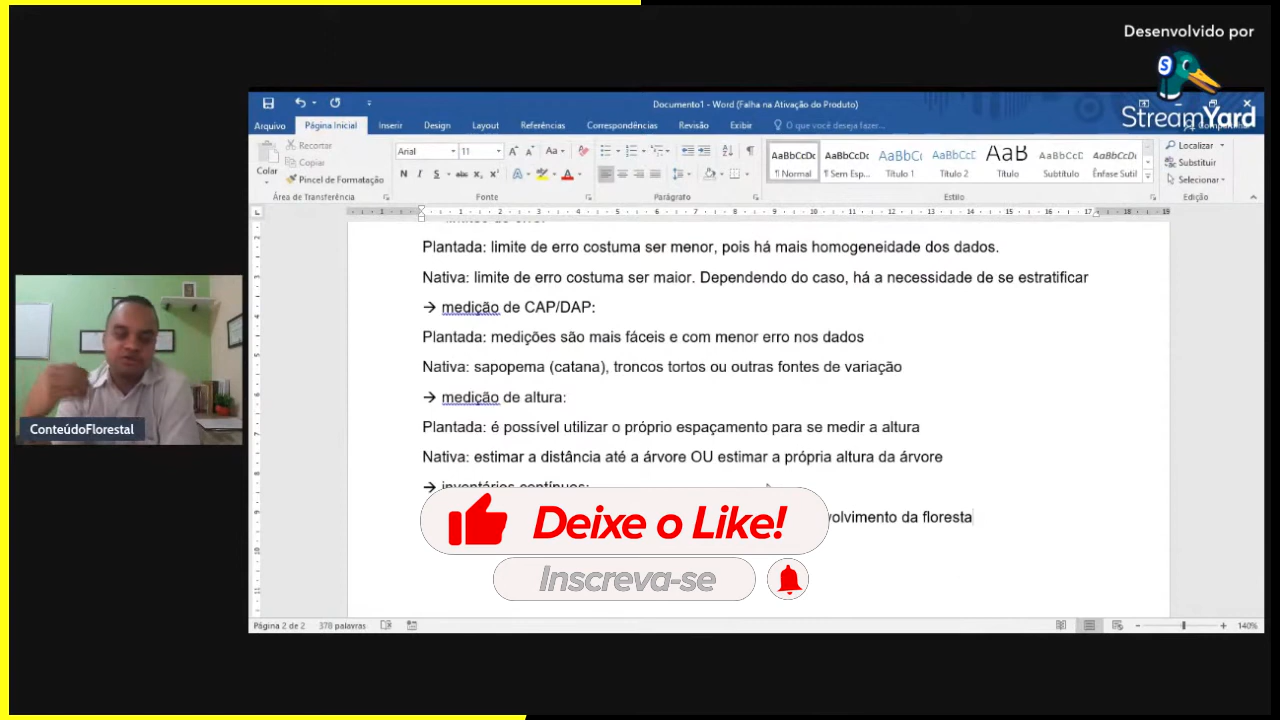 Desenvolvido por
StreamYard
Documento1 - Word (Falha na Ativação do Produto)
Arquivo Página Inicial Inserir Design Layout Referências Correspondências Revisão Exibir O que você deseja fazer...
Colar
Recortar
Copiar
Pincel de Formatação
Área de Transferência
Arial 11
N I S abc x₂ x²
Fonte
Parágrafo
AaBbCcDc AaBbCcDc AaBbC AaBbCcC AaB AaBbCcD AaBbCcD
¶ Normal ¶ Sem Esp... Título 1 Título 2 Título Subtítulo Ênfase Sutil
Estilo
Localizar
Substituir
Selecionar
Edição
Plantada: limite de erro costuma ser menor, pois há mais homogeneidade dos dados.
Nativa: limite de erro costuma ser maior. Dependendo do caso, há a necessidade de se estratificar
→ medição de CAP/DAP:
Plantada: medições são mais fáceis e com menor erro nos dados
Nativa: sapopema (catana), troncos tortos ou outras fontes de variação
→ medição de altura:
Plantada: é possível utilizar o próprio espaçamento para se medir a altura
Nativa: estimar a distância até a árvore OU estimar a própria altura da árvore
→ inventários contínuos:
volvimento da floresta
Deixe o Like!
Inscreva-se
ConteúdoFlorestal
Página 2 de 2 378 palavras 140%